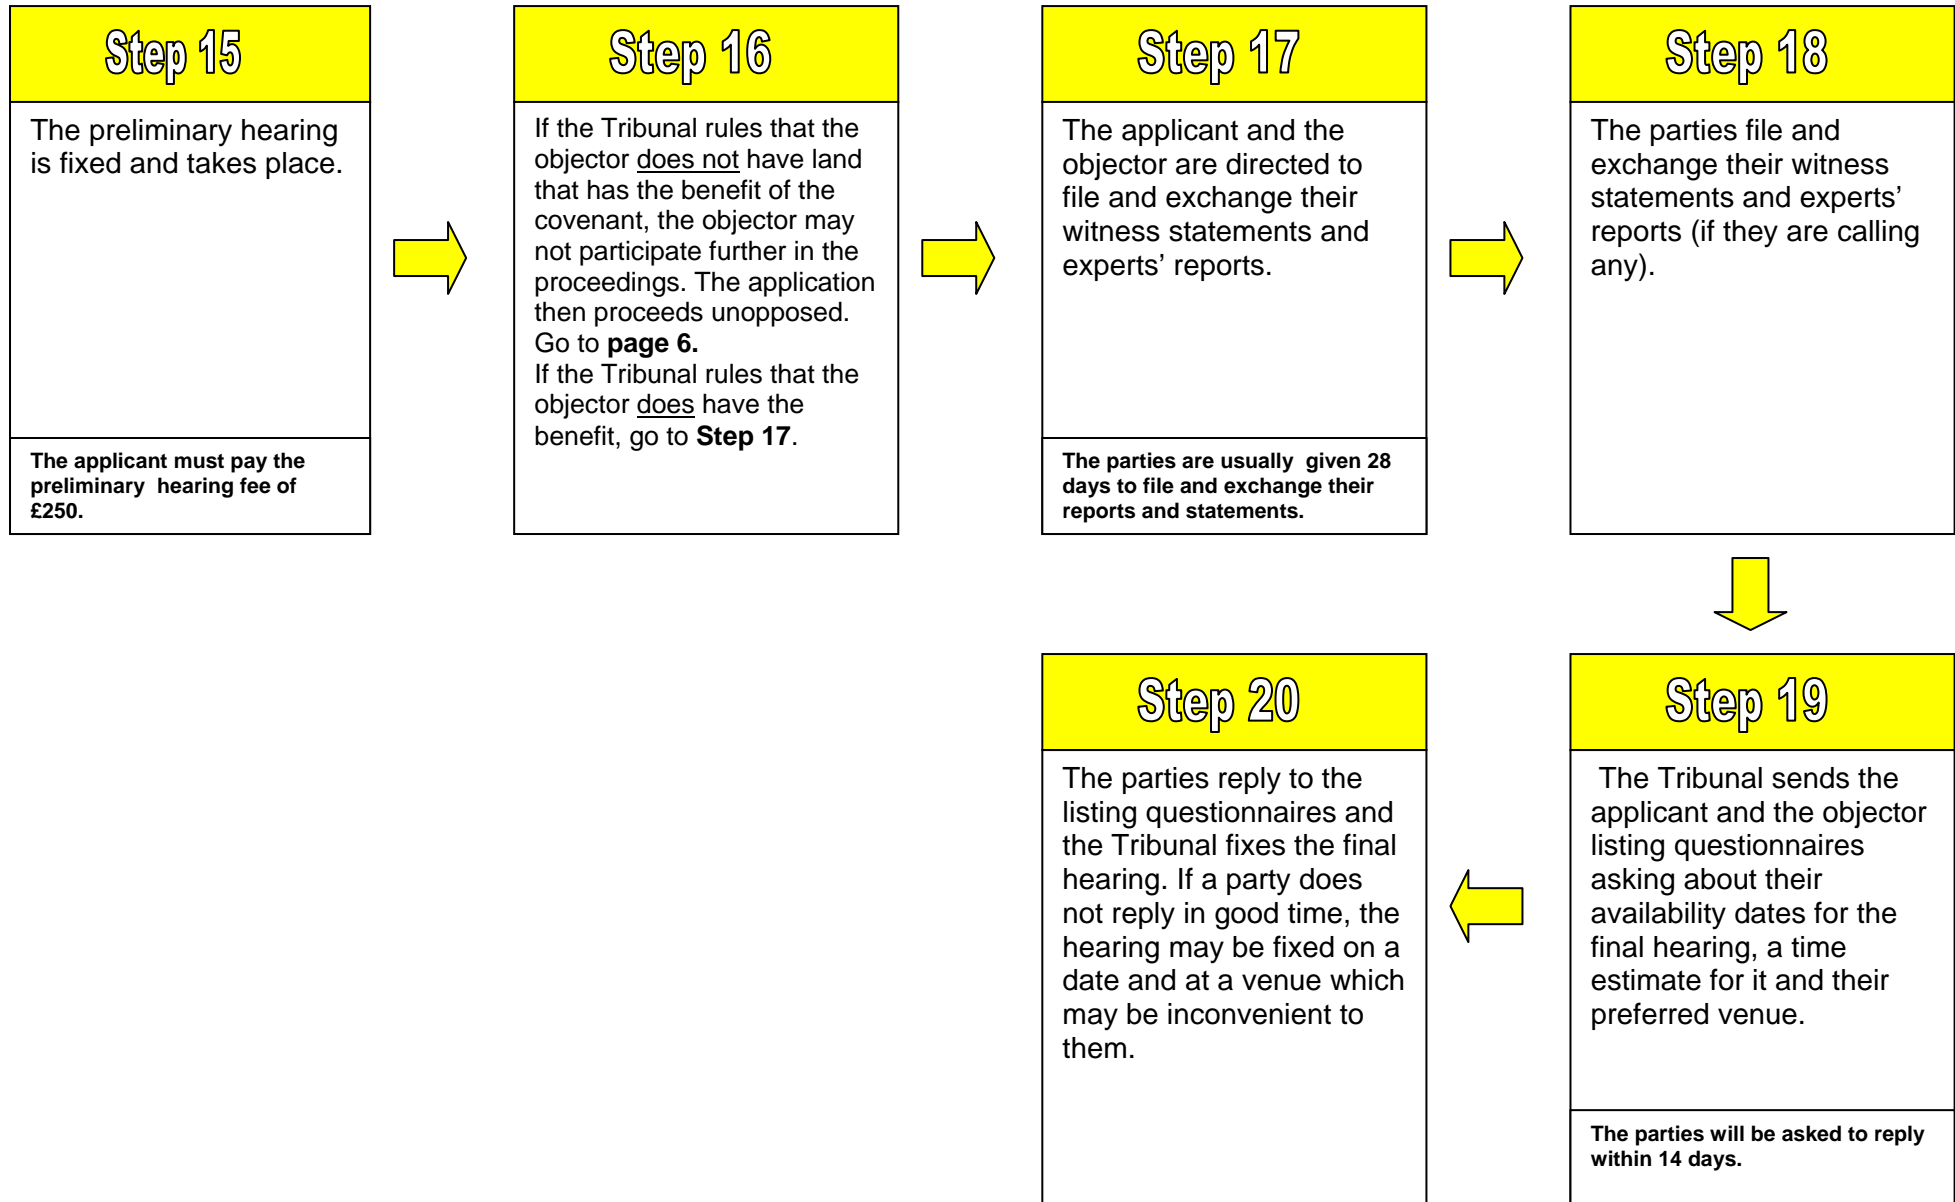 Step 15
The preliminary hearing
is fixed and takes place.
The applicant must pay the
preliminary hearing fee of
£250.
Step 16
If the Tribunal rules that the
objector does not have land
that has the benefit of the
covenant, the objector may
not participate further in the
proceedings. The application
then proceeds unopposed.
Go to page 6.
If the Tribunal rules that the
objector does have the
benefit, go to Step 17.
Step 17
The applicant and the
objector are directed to
file and exchange their
witness statements and
experts’ reports.
The parties are usually given 28
days to file and exchange their
reports and statements.
Step 18
The parties file and
exchange their witness
statements and experts’
reports (if they are calling
any).
Step 19
The Tribunal sends the
applicant and the objector
listing questionnaires
asking about their
availability dates for the
final hearing, a time
estimate for it and their
preferred venue.
The parties will be asked to reply
within 14 days.
Step 20
The parties reply to the
listing questionnaires and
the Tribunal fixes the final
hearing. If a party does
not reply in good time, the
hearing may be fixed on a
date and at a venue which
may be inconvenient to
them.